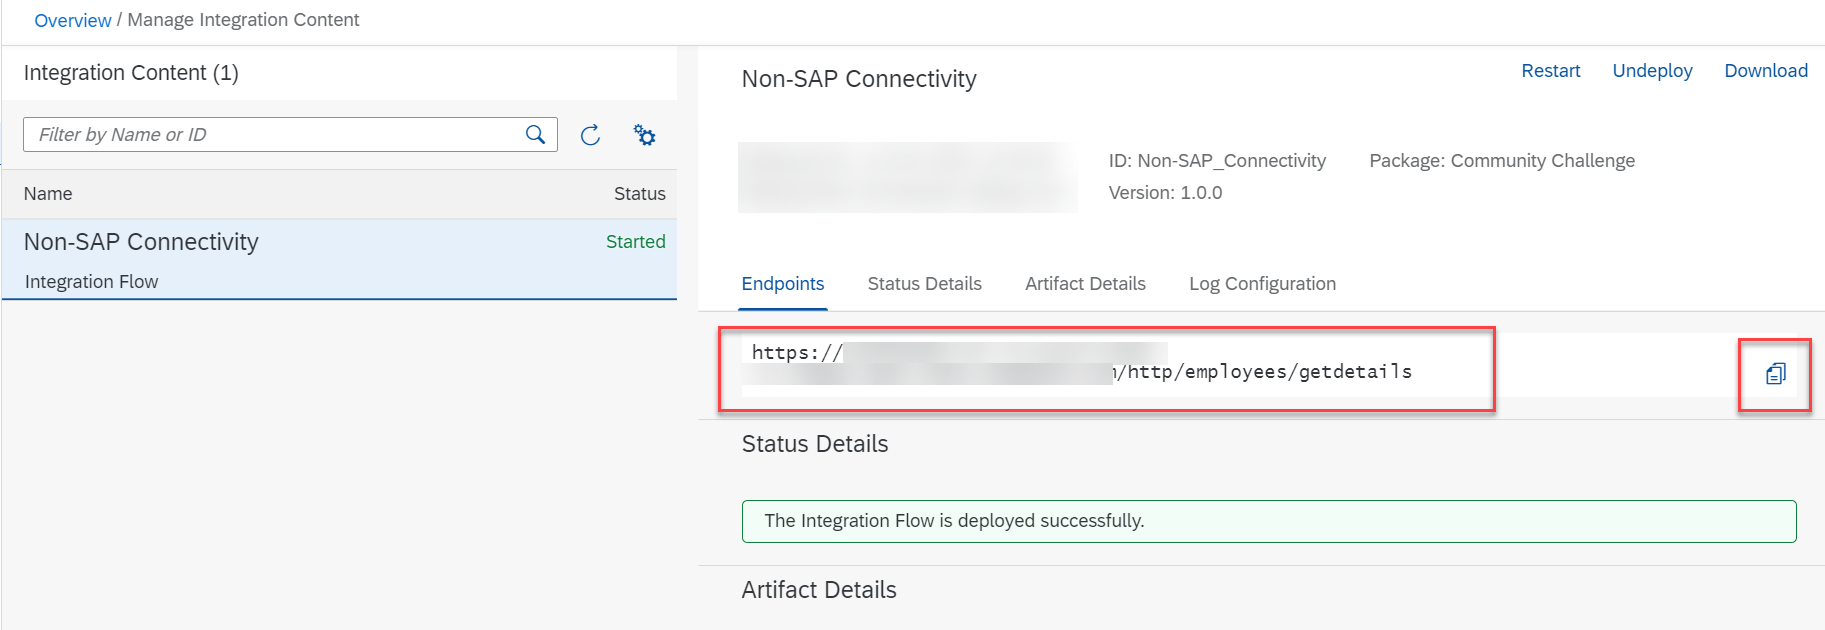 Overview / Manage Integration Content
Integration Content (1)
Filter by Name or ID
Name Status
Non-SAP Connectivity Started
Integration Flow
Non-SAP Connectivity
Restart Undeploy Download
ID: Non-SAP_Connectivity Package: Community Challenge
Version: 1.0.0
Endpoints Status Details Artifact Details Log Configuration
https://
/http/employees/getdetails
Status Details
The Integration Flow is deployed successfully.
Artifact Details